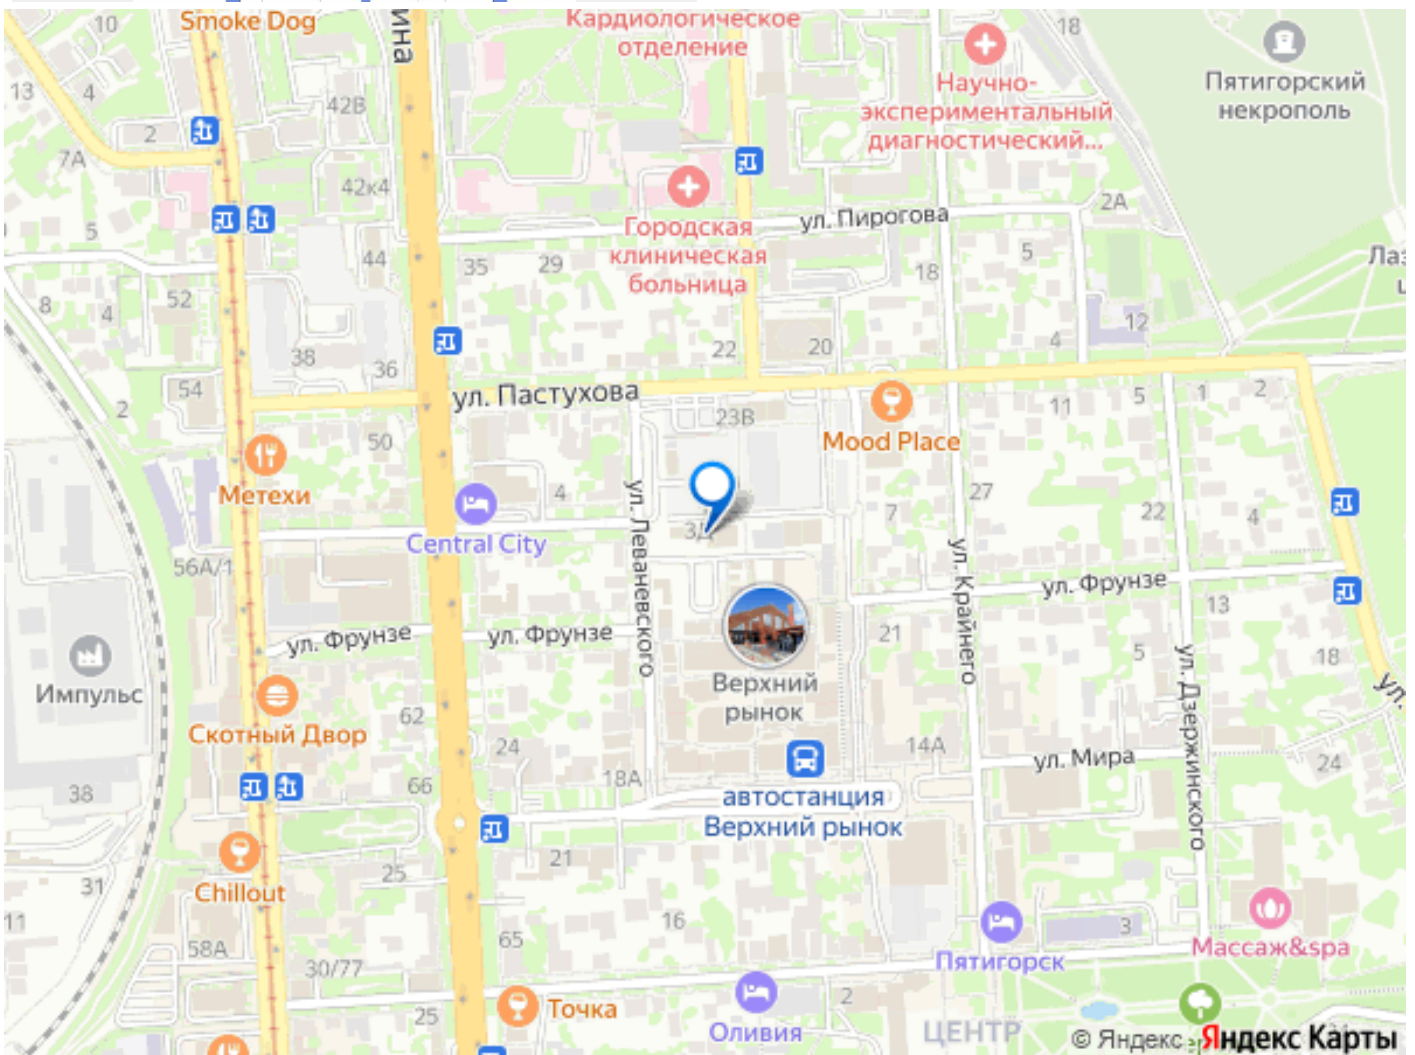 10
Smoke Dog
ина
Кардиологическое
отделение
18
Научно-
экспериментальный
диагностический...
Пятигорский
некрополь
13
4
42В
2
7А
42к4
2А
ул. Пирогова
Городская
клиническая
больница
5
44
35
29
18
5
Лаз
ц
8
4
52
12
38
36
22
20
4
54
ул. Пастухова
2
23В
11
5
1
2
Mood Place
50
Метехи
4
27
7
22
4
ул. Леваневского
Central City
3/
56А/1
ул. Крайнего
ул. Фрунзе
13
ул. Фрунзе
ул. Фрунзе
21
5
18
Импульс
Верхний
рынок
ул. Дзержинского
ул.
62
Скотный Двор
24
14А
ул. Мира
24
38
66
18А
автостанция
Верхний рынок
21
25
Chillout
31
11
16
3
58А
65
Массаж&spa
30/77
Пятигорск
25
Точка
Оливия
2
ЦЕНТР
© Яндекс
Яндекс Карты